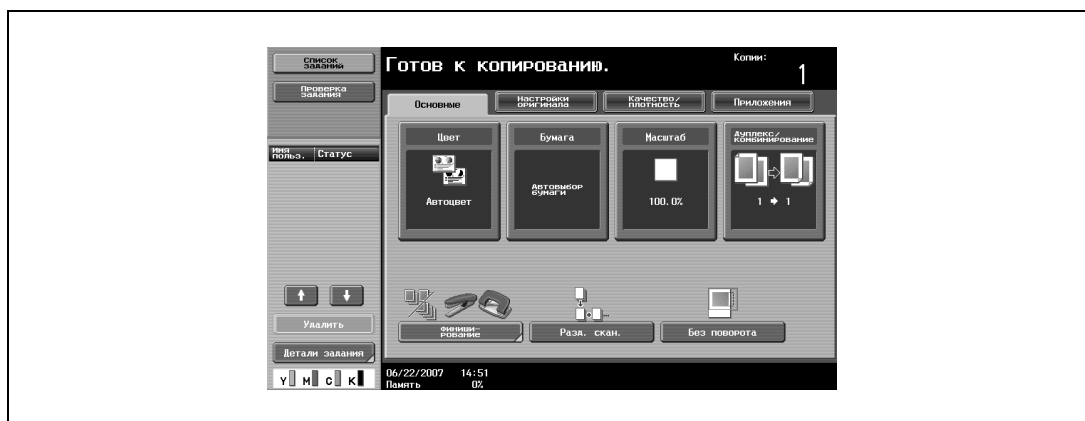 Список
заданий
Проверка
задания
Имя
польз.
Статус
Удалить
Детали задания
Y M C K
Готов к копированию.
Копии:
1
Основные
Настройки
оригинала
Качество/
плотность
Приложения
Цвет
Автоцвет
Бумага
Автовыбор
бумаги
Масштаб
100.0%
Дуплекс/
комбинирование
1 ➡ 1
Финиши-
рование
Разд. скан.
Без поворота
06/22/2007 14:51
Память 0%